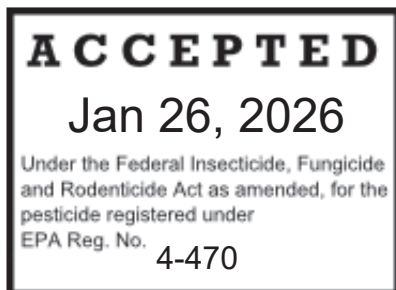 ACCEPTED
Jan 26, 2026
Under the Federal Insecticide, Fungicide
and Rodenticide Act as amended, for the
pesticide registered under
EPA Reg. No. 4-470